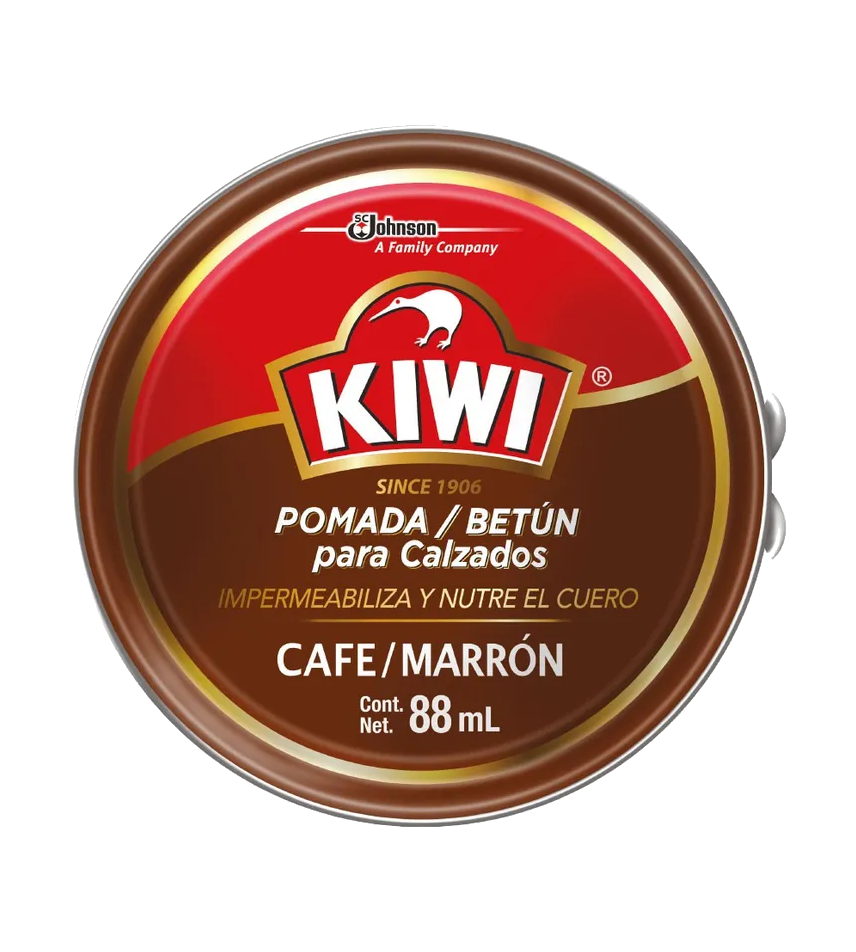 SC Johnson
A Family Company
KIWI
®
SINCE 1906
POMADA / BETÚN
para Calzados
IMPERMEABILIZA Y NUTRE EL CUERO
CAFE/MARRÓN
Cont. Net. 88 mL